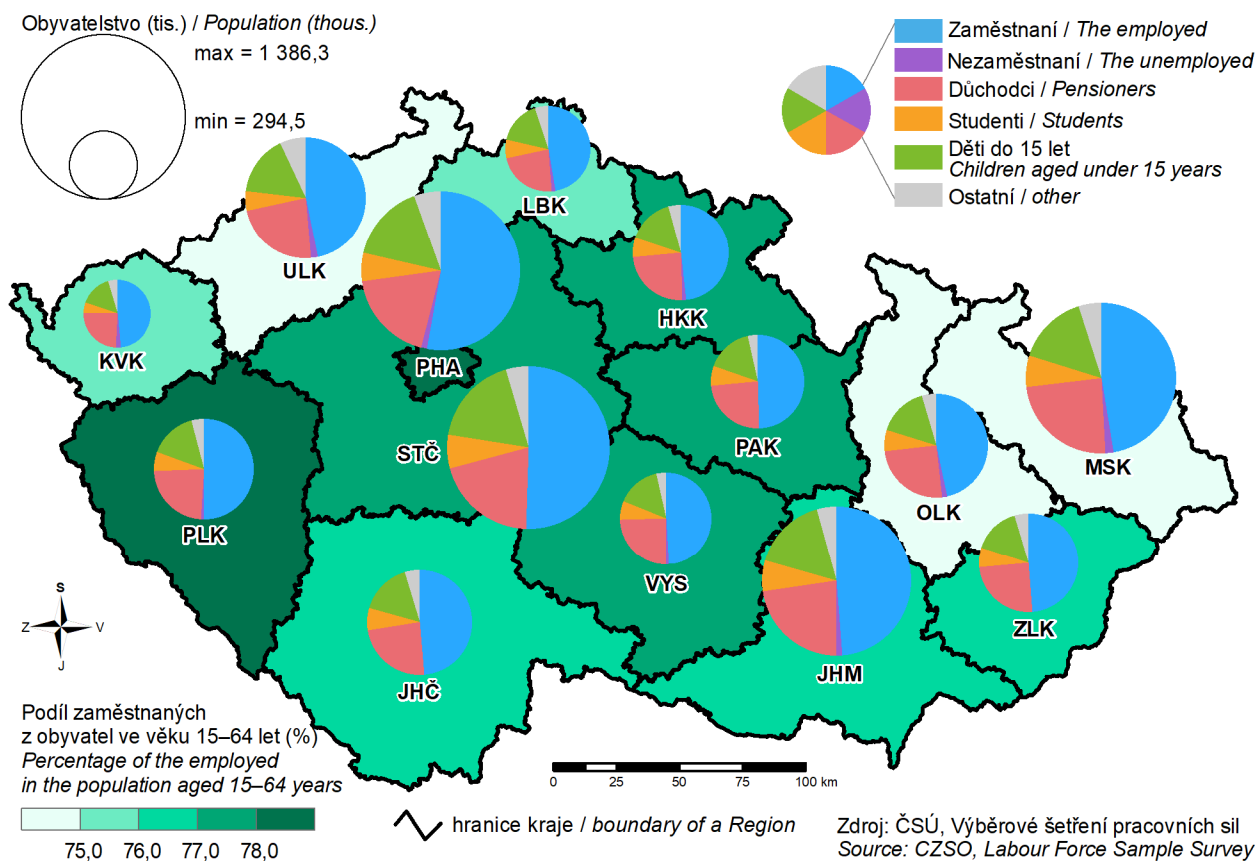 Obyvatelstvo (tis.) / Population (thous.)
max = 1 386,3
min = 294,5
Zaměstnaní / The employed
Nezaměstnaní / The unemployed
Důchodci / Pensioners
Studenti / Students
Děti do 15 let
Children aged under 15 years
Ostatní / other
LBK
ULK
HKK
KVK
PHA
PAK
STČ
MSK
OLK
PLK
VYS
ZLK
JHM
JHČ
S
Z
V
J
Podíl zaměstnaných
z obyvatel ve věku 15–64 let (%)
Percentage of the employed
in the population aged 15–64 years
75,0 76,0 77,0 78,0
0 25 50 75 100 km
hranice kraje / boundary of a Region
Zdroj: ČSÚ, Výběrové šetření pracovních sil
Source: CZSO, Labour Force Sample Survey